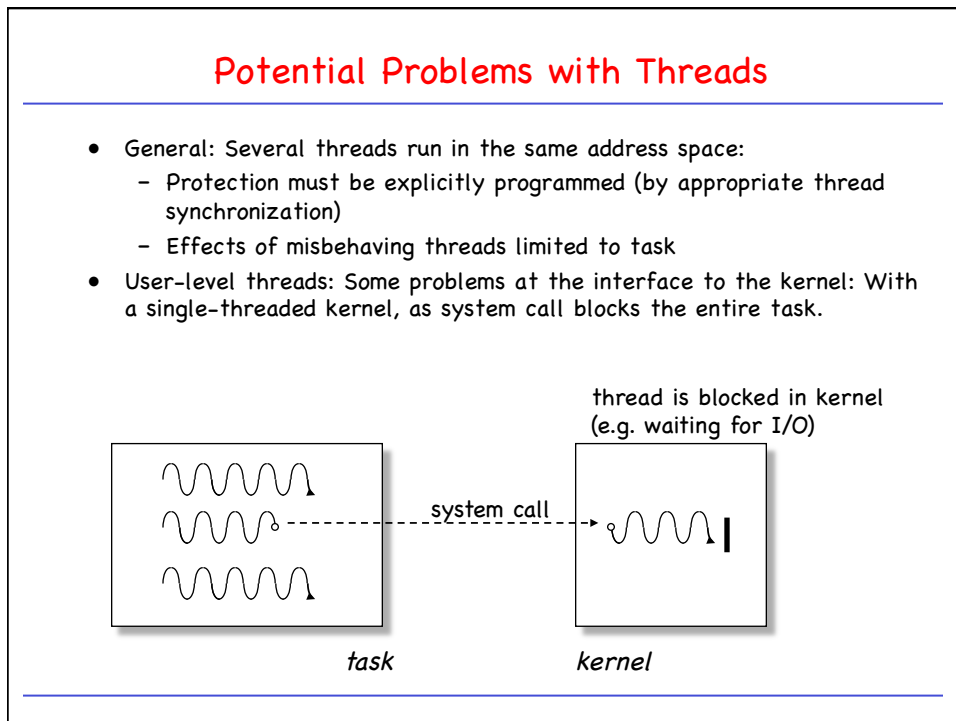 Potential Problems with Threads
• General: Several threads run in the same address space:
– Protection must be explicitly programmed (by appropriate thread
synchronization)
– Effects of misbehaving threads limited to task
• User-level threads: Some problems at the interface to the kernel: With
a single-threaded kernel, as system call blocks the entire task.
thread is blocked in kernel
(e.g. waiting for I/O)
system call
task
kernel